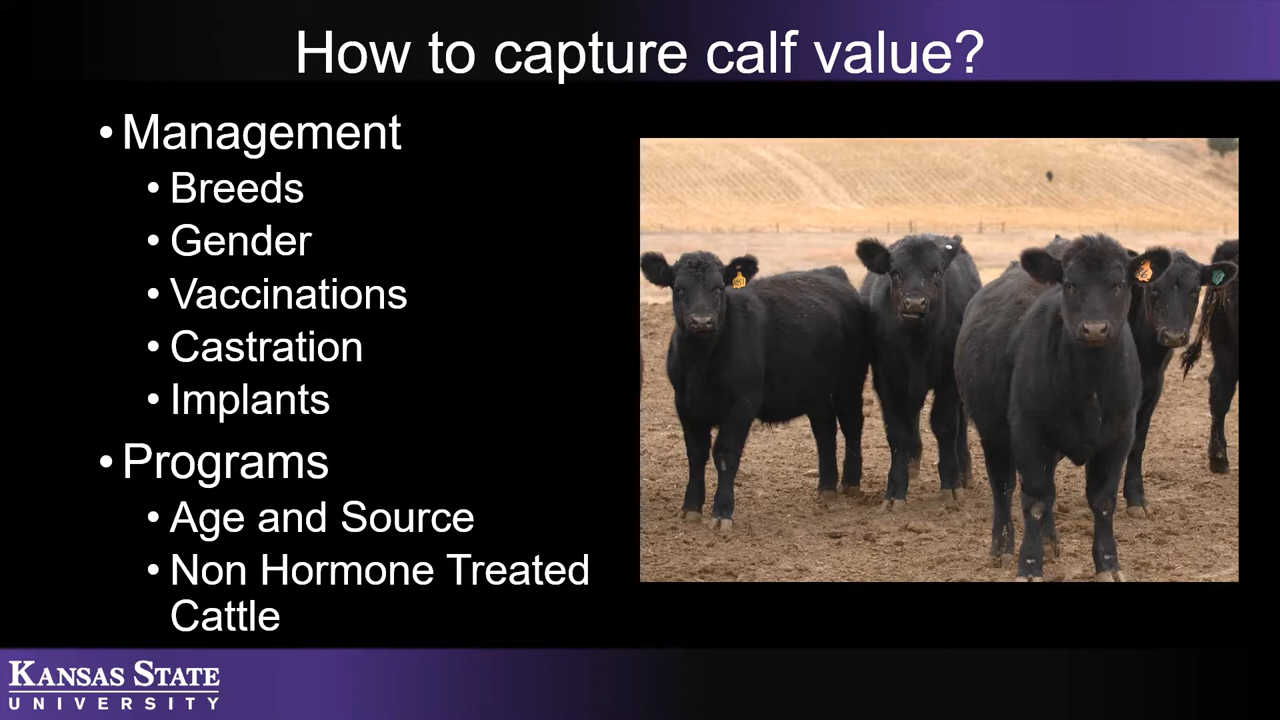 How to capture calf value?
• Management
• Breeds
• Gender
• Vaccinations
• Castration
• Implants
• Programs
• Age and Source
• Non Hormone Treated
Cattle
KANSAS STATE
UNIVERSITY